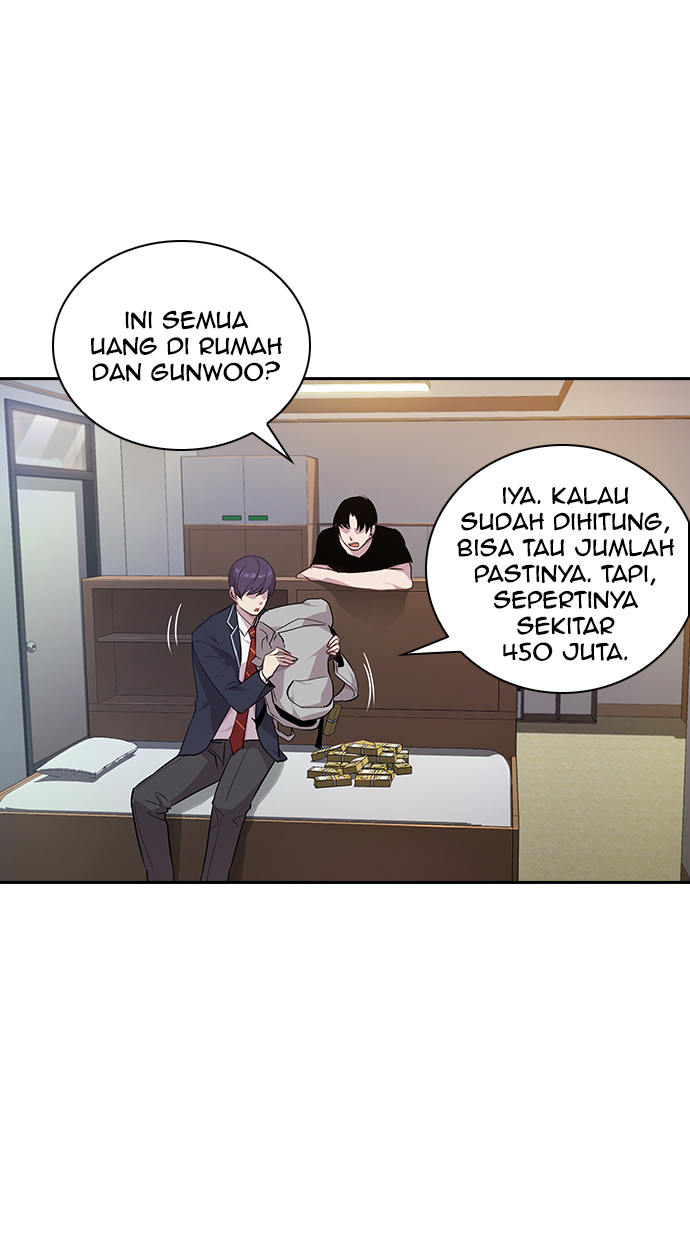 INI SEMUA
UANG DI RUMAH
DAN GUNWOO?
IYA. KALAU
SUDAH DIHITUNG,
BISA TAU JUMLAH
PASTINYA. TAPI,
SEPERTINYA
SEKITAR
450 JUTA.